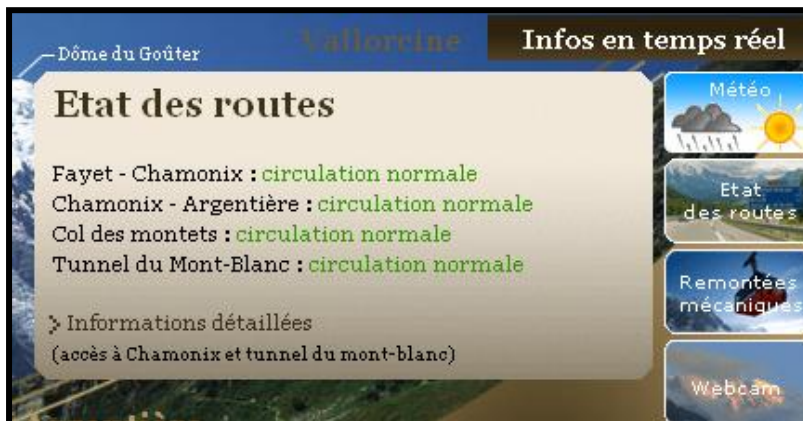 Vallorcine
Infos en temps réel
Dôme du Goûter
Etat des routes
Fayet - Chamonix : circulation normale
Chamonix - Argentière : circulation normale
Col des montets : circulation normale
Tunnel du Mont-Blanc : circulation normale
> Informations détaillées
(accès à Chamonix et tunnel du mont-blanc)
Météo
Etat
des routes
Remontées
mécaniques
Webcam